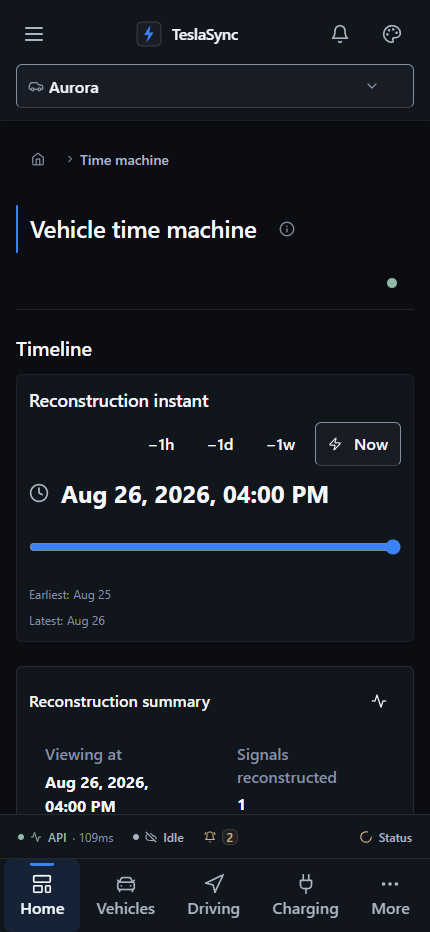 TeslaSync
Aurora
Time machine
Vehicle time machine
Timeline
Reconstruction instant
−1h −1d −1w Now
Aug 26, 2026, 04:00 PM
Earliest: Aug 25
Latest: Aug 26
Reconstruction summary
Viewing at
Aug 26, 2026,
04:00 PM
Signals
reconstructed
1
API · 109ms Idle 2 Status
Home Vehicles Driving Charging More